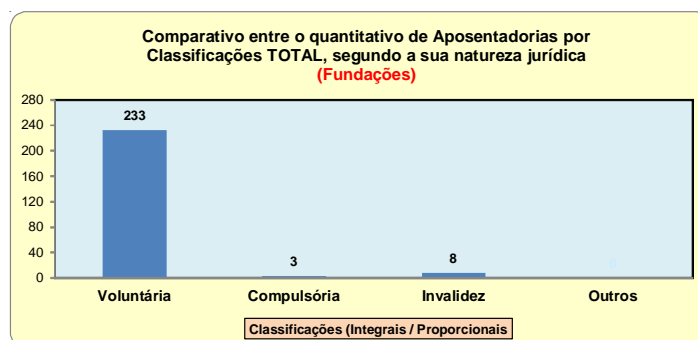 Comparativo entre o quantitativo de Aposentadorias por
Classificações TOTAL, segundo a sua natureza jurídica
(Fundações)
280
240
200
160
120
80
40
0
233
3
8
0
Voluntária Compulsória Invalidez Outros
Classificações (Integrais / Proporcionais